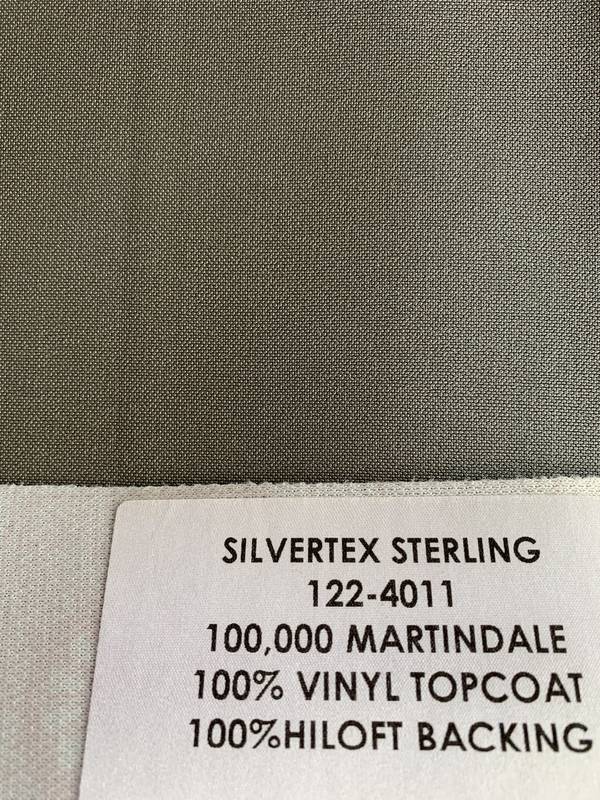 SILVERTEX STERLING
122-4011
100,000 MARTINDALE
100% VINYL TOPCOAT
100%HILOFT BACKING